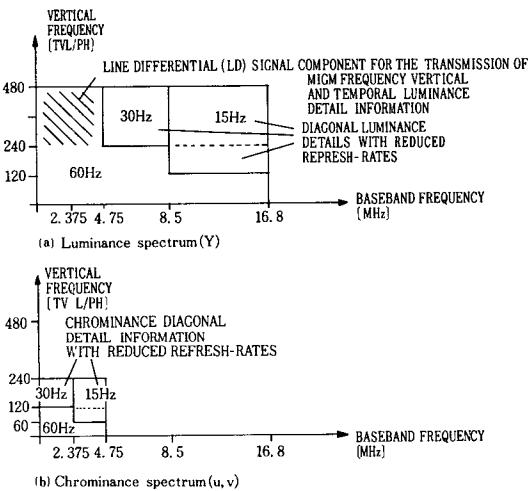 VERTICAL
FREQUENCY
[TVL/PH]
LINE DIFFERENTIAL (LD) SIGNAL COMPONENT FOR THE TRANSMISSION OF
MIGM FREQUENCY VERTICAL
AND TEMPORAL LUMINANCE
DETAIL INFORMATION
480
30Hz
15Hz
DIAGONAL LUMINANCE
DETAILS WITH REDUCED
REPRESH-RATES
240
120
60Hz
BASEBAND FREQUENCY
[MHz]
2.375 4.75 8.5 16.8
(a) Luminance spectrum (Y)
VERTICAL
FREQUENCY
[TV L/PH]
480
CHROMINANCE DIAGONAL
DETAIL INFORMATION
WITH REDUCED REFRESH-RATES
240
30Hz
15Hz
120
60
60Hz
BASEBAND FREQUENCY
(MHz)
2.375 4.75 8.5 16.8
(b) Chrominance spectrum (u, v)